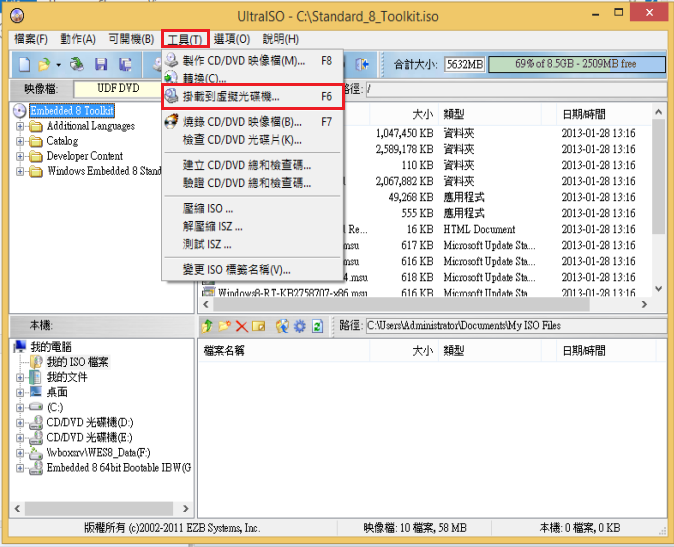 UltraISO - C:\Standard_8_Toolkit.iso
檔案(F) 動作(A) 可開機(B) 工具(T) 選項(O) 說明(H)
合計大小: 5632MB 69% of 8.5GB - 2509MB free
映像檔: UDF DVD 路徑: /
製作 CD/DVD 映像檔(M)... F8
轉換(C)...
掛載到虛擬光碟機... F6
燒錄 CD/DVD 映像檔(B)... F7
檢查 CD/DVD 光碟片(K)...
建立 CD/DVD 總和檢查碼...
驗證 CD/DVD 總和檢查碼...
壓縮 ISO ...
解壓縮 ISZ ...
測試 ISZ ...
變更 ISO 標籤名稱(V)...
Embedded 8 Toolkit
Additional Languages
Catalog
Developer Content
Windows Embedded 8 Stand
大小 類型 日期/時間
1,047,450 KB 資料夾 2013-01-28 13:16
2,589,178 KB 資料夾 2013-01-28 13:16
110 KB 資料夾 2013-01-28 13:16
2,067,882 KB 資料夾 2013-01-28 13:16
49,268 KB 應用程式 2013-01-28 13:16
555 KB 應用程式 2013-01-28 13:16
Re... 16 KB HTML Document 2013-01-28 13:16
.msu 617 KB Microsoft Update Sta... 2013-01-28 13:16
msu 616 KB Microsoft Update Sta... 2013-01-28 13:16
4.msu 618 KB Microsoft Update Sta... 2013-01-28 13:16
Windows8-RT-KB2758707-x86.msu 616 KB Microsoft Update Sta... 2013-01-28 13:16
本機: 路徑: C:\Users\Administrator\Documents\My ISO Files
我的電腦
我的 ISO 檔案
我的文件
桌面
(C:)
CD/DVD 光碟機(D:)
CD/DVD 光碟機(E:)
\\vboxsrv\WES8_Data(F:)
Embedded 8 64bit Bootable IBW(G
檔案名稱 大小 類型 日期/時間
版權所有 (c)2002-2011 EZB Systems, Inc. 映像檔: 10 檔案, 58 MB 本機: 0 檔案, 0 KB